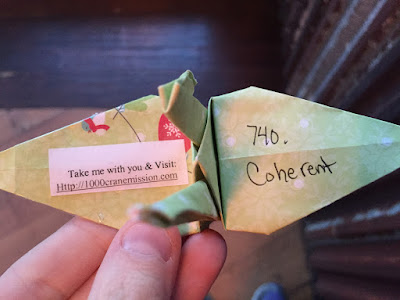 Take me with you & Visit:
Http://1000cranemission.com
740.
Coherent